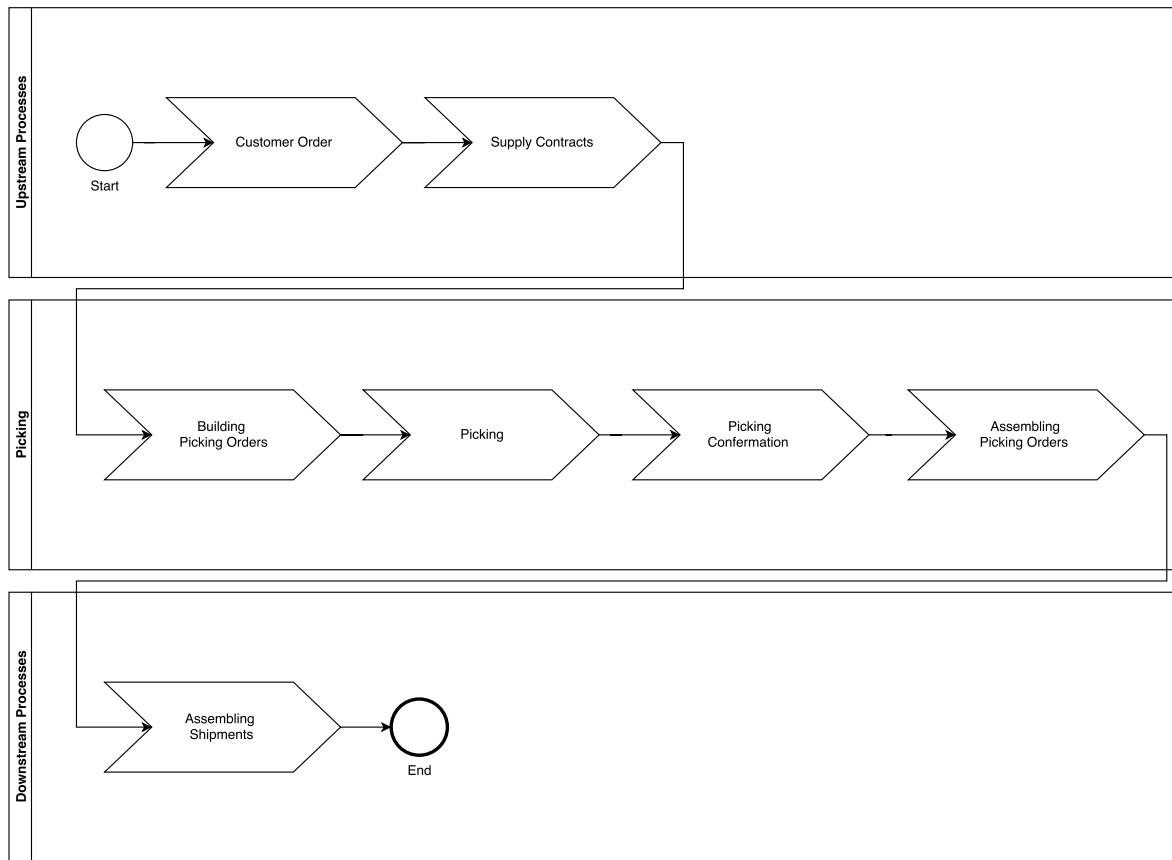 Upstream Processes
Start
Customer Order
Supply Contracts
Picking
Building
Picking Orders
Picking
Picking
Confermation
Assembling
Picking Orders
Downstream Processes
Assembling
Shipments
End